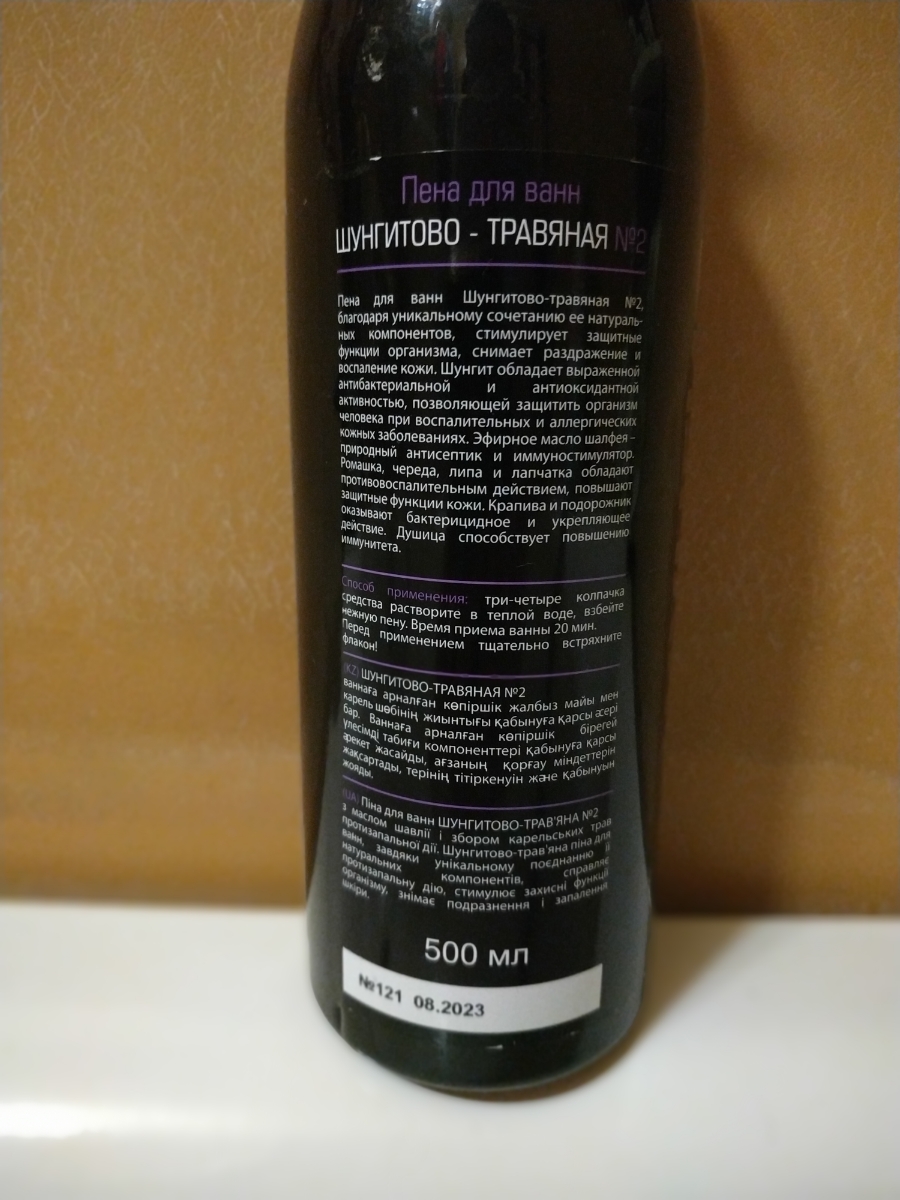 Пена для ванн
ШУНГИТОВО - ТРАВЯНАЯ №2
Пена для ванн Шунгитово-травяная №2,
благодаря уникальному сочетанию ее натураль-
ных компонентов, стимулирует защитные
функции организма, снимает раздражение и
воспаление кожи. Шунгит обладает выраженной
антибактериальной и антиоксидантной
активностью, позволяющей защитить организм
человека при воспалительных и аллергических
кожных заболеваниях. Эфирное масло шалфея –
природный антисептик и иммуностимулятор.
Ромашка, череда, липа и лапчатка обладают
противовоспалительным действием, повышают
защитные функции кожи. Крапива и подорожник
оказывают бактерицидное и укрепляющее
действие. Душица способствует повышению
иммунитета.
Способ применения: три-четыре колпачка
средства растворите в теплой воде, взбейте
нежную пену. Время приема ванны 20 мин.
Перед применением тщательно встряхните
флакон!
(KZ) ШУНГИТОВО-ТРАВЯНАЯ №2
ваннаға арналған көпіршік жалбыз майы мен
карель шөбінің жиынтығы қабынуға қарсы әсері
бар. Ваннаға арналған көпіршік бірегей
үлесімді табиғи компоненттері қабынуға қарсы
әрекет жасайды, ағзаның қорғау міндеттерін
жақсартады, терінің тітіркенуін және қабынуын
жояды.
(UA) Піна для ванн ШУНГИТОВО-ТРАВ'ЯНА №2
з маслом шавлії і збором карельських трав
протизапальної дії. Шунгитово-трав'яна піна для
ванн, завдяки унікальному поєднанню її
натуральних компонентів, справляє
протизапальну дію, стимулює захисні функції
організму, знімає подразнення і запалення
шкіри.
500 мл
№121 08.2023